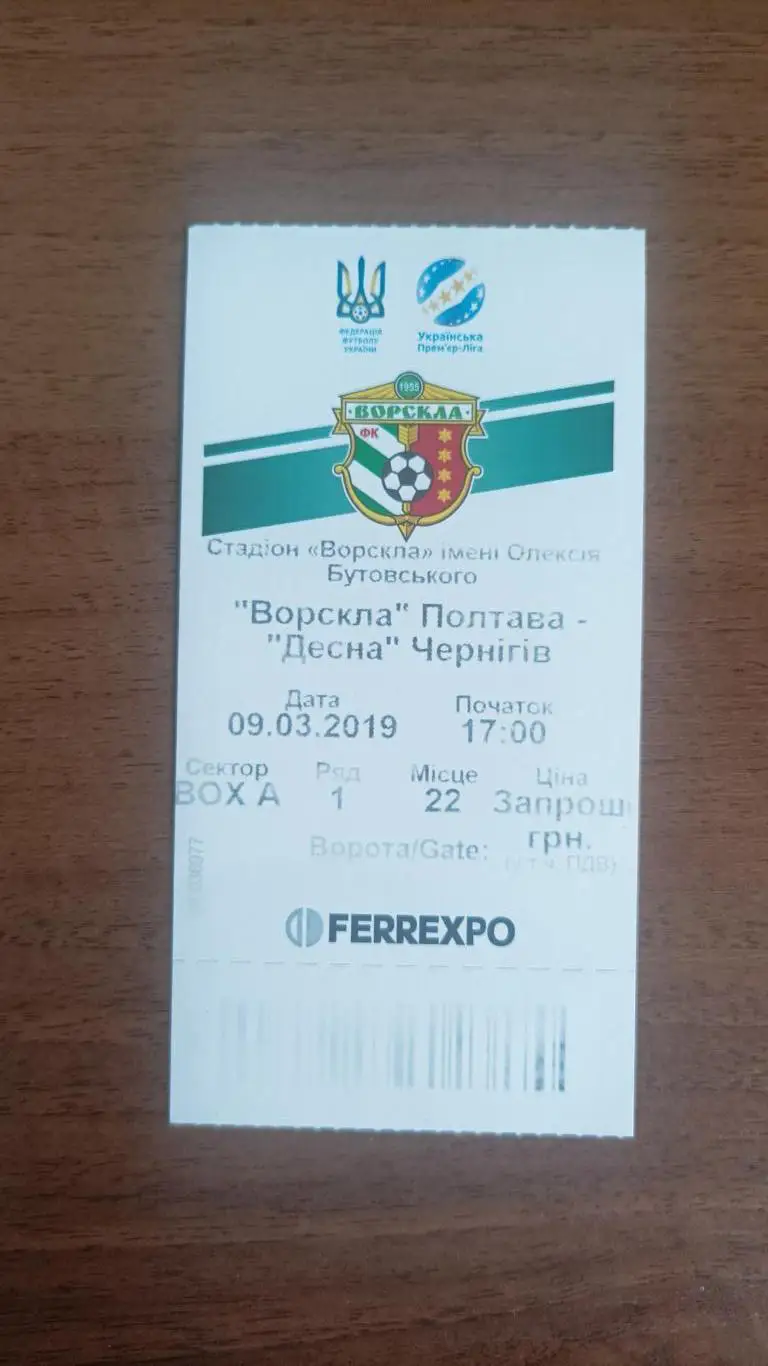 ФЕДЕРАЦІЯ
ФУТБОЛУ
УКРАЇНИ
Українська
Прем'єр-Ліга
1955
ВОРСКЛА
ФК
Стадіон «Ворскла» імені Олексія
Бутовського
"Ворскла" Полтава -
"Десна" Чернігів
Дата Початок
09.03.2019 17:00
Сектор Ряд Місце Ціна
BOX A 1 22 Запрош
грн.
Ворота/Gate:
ПДВ)
FERREXPO